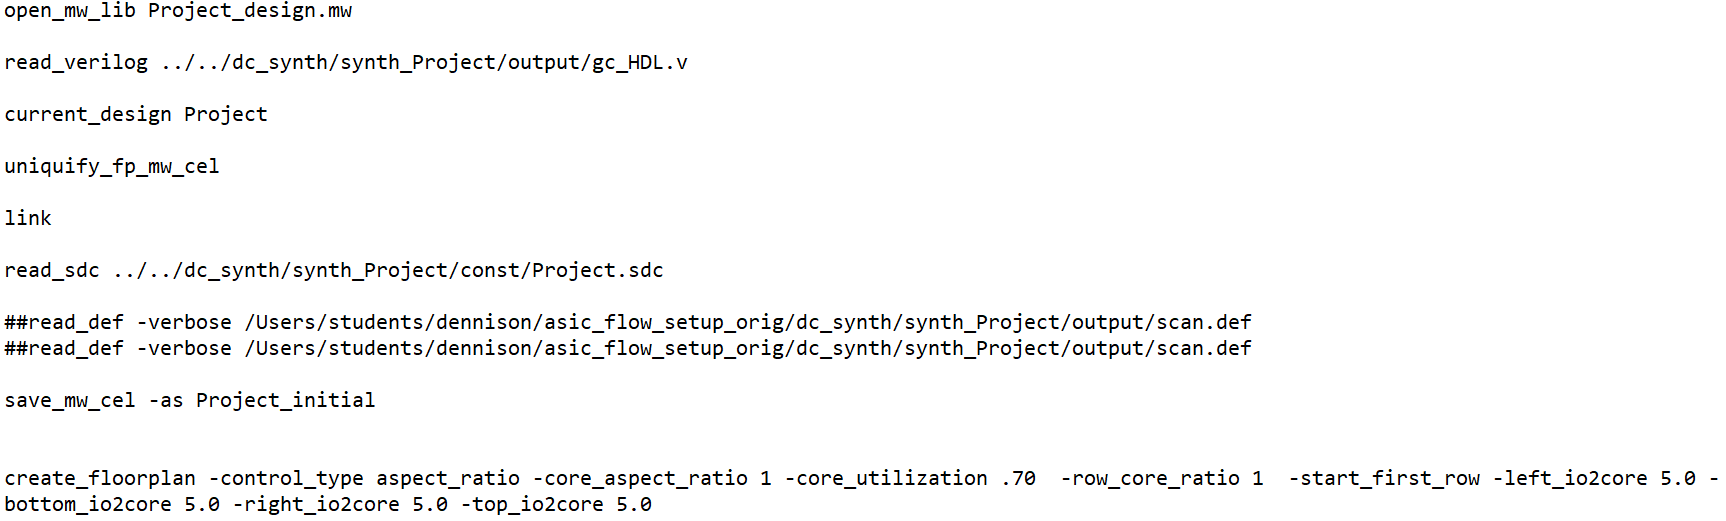 open_mw_lib Project_design.mw
read_verilog ../../dc_synth/synth_Project/output/gc_HDL.v
current_design Project
uniquify_fp_mw_cel
link
read_sdc ../../dc_synth/synth_Project/const/Project.sdc
##read_def -verbose /Users/students/dennison/asic_flow_setup_orig/dc_synth/synth_Project/output/scan.def
##read_def -verbose /Users/students/dennison/asic_flow_setup_orig/dc_synth/synth_Project/output/scan.def
save_mw_cel -as Project_initial
create_floorplan -control_type aspect_ratio -core_aspect_ratio 1 -core_utilization .70  -row_core_ratio 1  -start_first_row -left_io2core 5.0 -
bottom_io2core 5.0 -right_io2core 5.0 -top_io2core 5.0